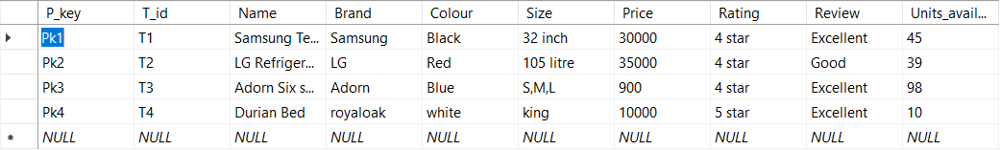 P_key T_id Name Brand Colour Size Price Rating Review Units_avail...
Pk1 T1 Samsung Te... Samsung Black 32 inch 30000 4 star Excellent 45
Pk2 T2 LG Refriger... LG Red 105 litre 35000 4 star Good 39
Pk3 T3 Adorn Six s... Adorn Blue S,M,L 900 4 star Excellent 98
Pk4 T4 Durian Bed royaloak white king 10000 5 star Excellent 10
NULL NULL NULL NULL NULL NULL NULL NULL NULL NULL